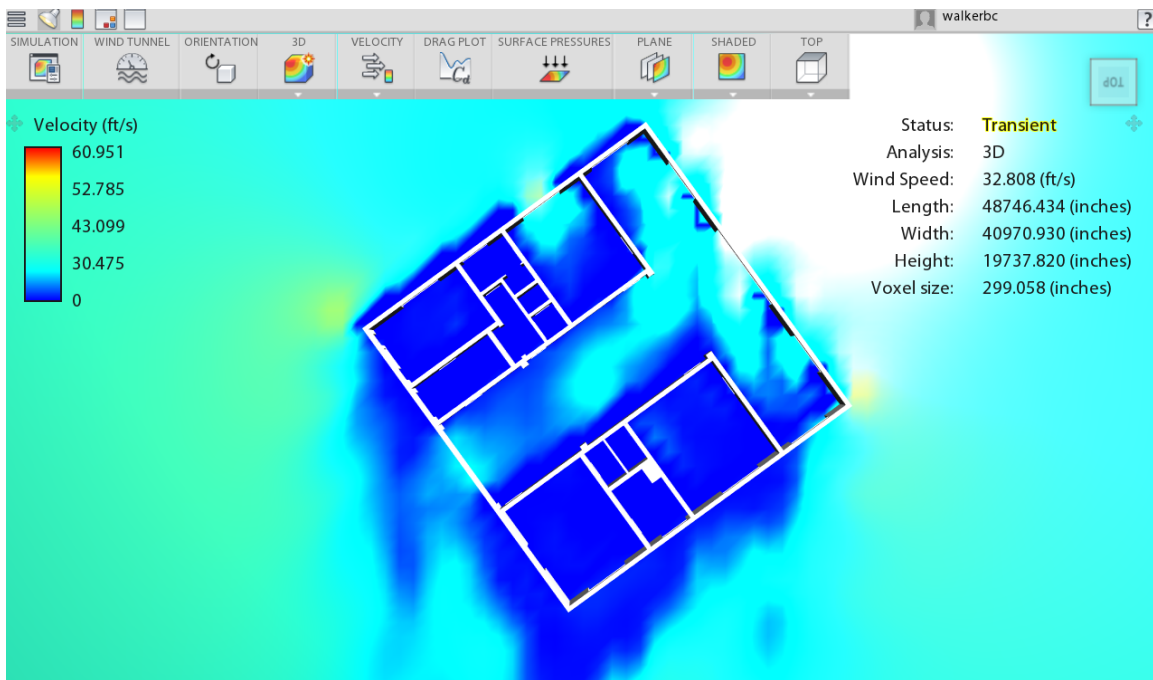 walkerbc
?
SIMULATION WIND TUNNEL ORIENTATION 3D VELOCITY DRAG PLOT SURFACE PRESSURES PLANE SHADED TOP
Cd
TOP
Velocity (ft/s)
60.951
52.785
43.099
30.475
0
Status: Transient
Analysis: 3D
Wind Speed: 32.808 (ft/s)
Length: 48746.434 (inches)
Width: 40970.930 (inches)
Height: 19737.820 (inches)
Voxel size: 299.058 (inches)